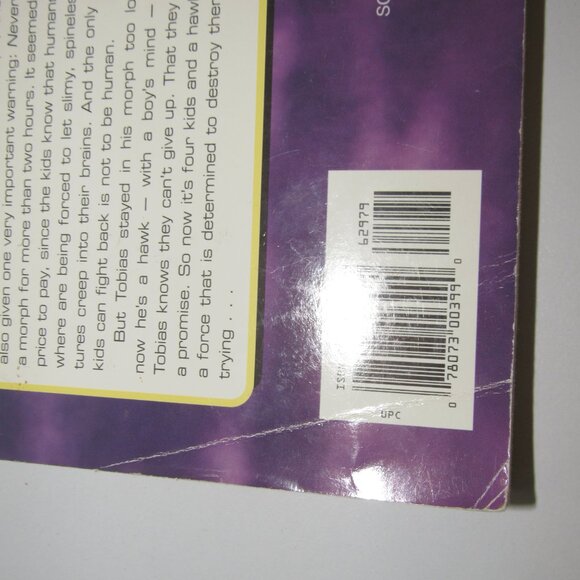 also given one very important warning: Never
a morph for more than two hours. It seemed
price to pay, since the kids know that humans
where are being forced to let slimy, spineles
tures creep into their brains. And the only
kids can fight back is not to be human.
But Tobias stayed in his morph too lo
now he's a hawk — with a boy's mind —
Tobias knows they can't give up. That they
a promise. So now it's four kids and a hawk
a force that is determined to destroy them
trying . . .
62979
0 78073 00399 0
UPC